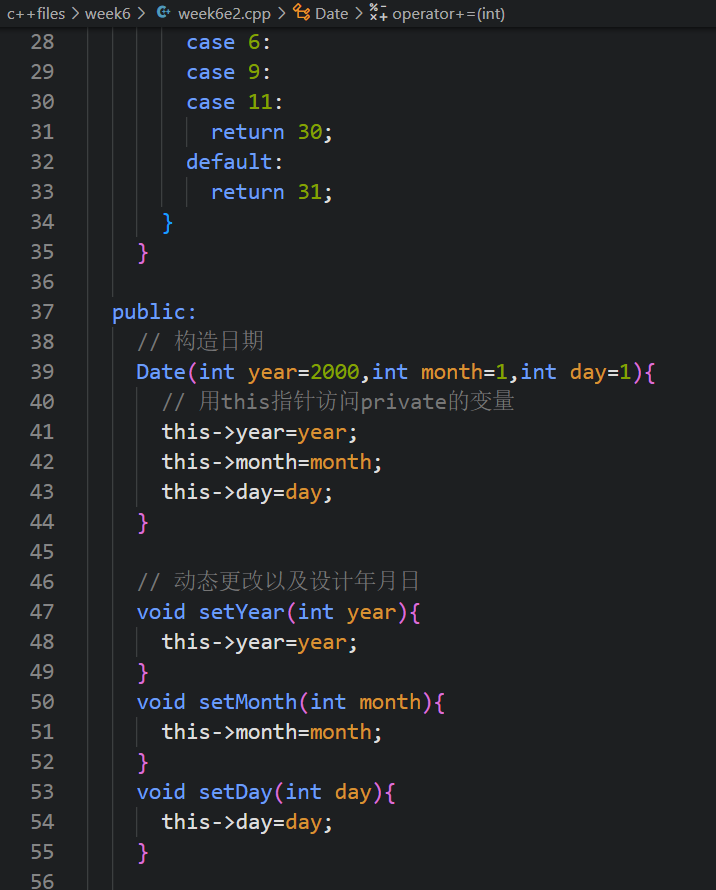 c++files > week6 > week6e2.cpp > Date > operator+=(int)
28 case 6:
29 case 9:
30 case 11:
31 return 30;
32 default:
33 return 31;
34 }
35 }
36
37 public:
38 // 构造日期
39 Date(int year=2000,int month=1,int day=1){
40 // 用this指针访问private的变量
41 this->year=year;
42 this->month=month;
43 this->day=day;
44 }
45
46 // 动态更改以及设计年月日
47 void setYear(int year){
48 this->year=year;
49 }
50 void setMonth(int month){
51 this->month=month;
52 }
53 void setDay(int day){
54 this->day=day;
55 }
56